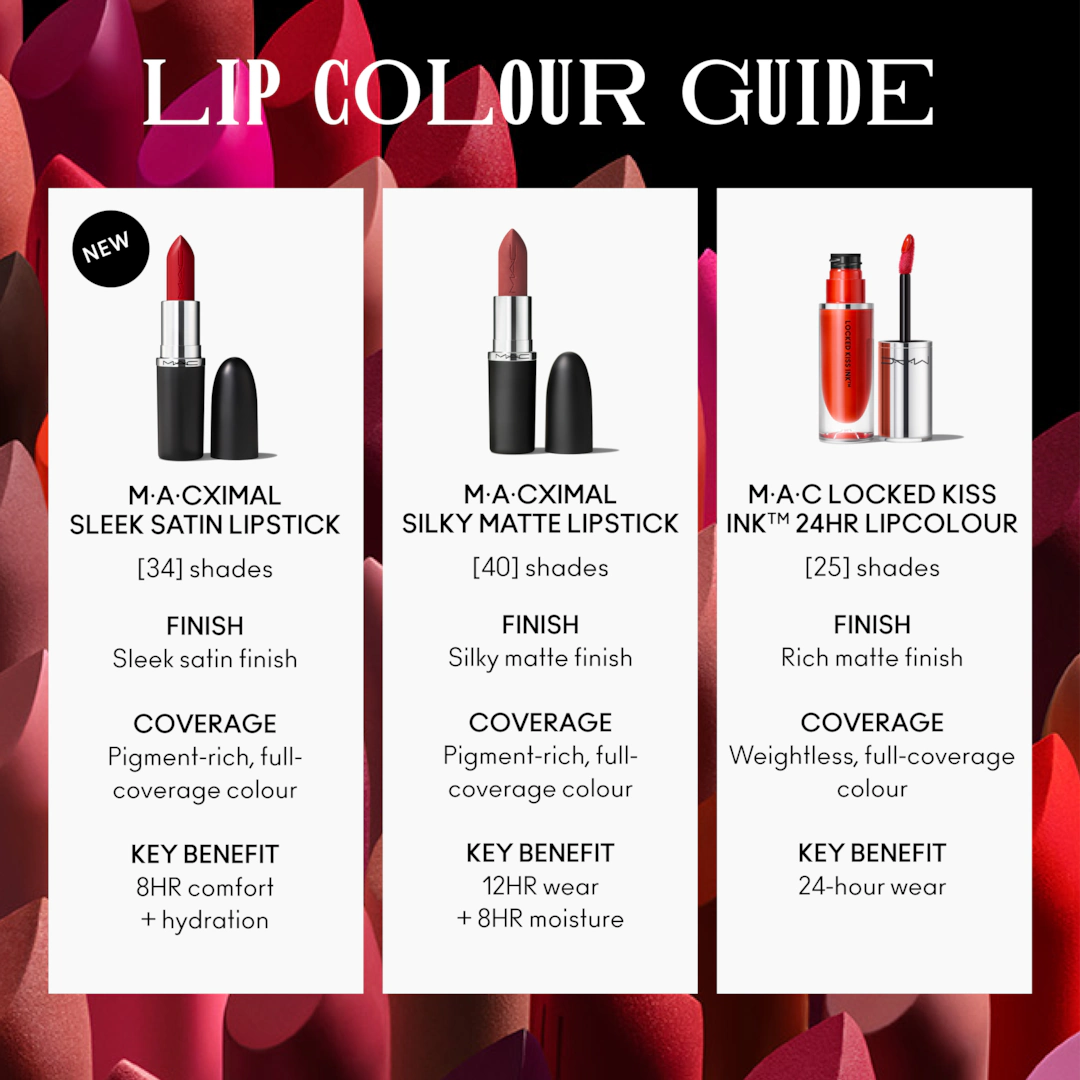 LIP COLOUR GUIDE
NEW
M·A·C
M·A·CXIMAL
SLEEK SATIN LIPSTICK
[34] shades
FINISH
Sleek satin finish
COVERAGE
Pigment-rich, full-
coverage colour
KEY BENEFIT
8HR comfort
+ hydration
M·A·C
M·A·CXIMAL
SILKY MATTE LIPSTICK
[40] shades
FINISH
Silky matte finish
COVERAGE
Pigment-rich, full-
coverage colour
KEY BENEFIT
12HR wear
+ 8HR moisture
LOCKED KISS INK™
M·A·C
M·A·C LOCKED KISS
INK™ 24HR LIPCOLOUR
[25] shades
FINISH
Rich matte finish
COVERAGE
Weightless, full-coverage
colour
KEY BENEFIT
24-hour wear